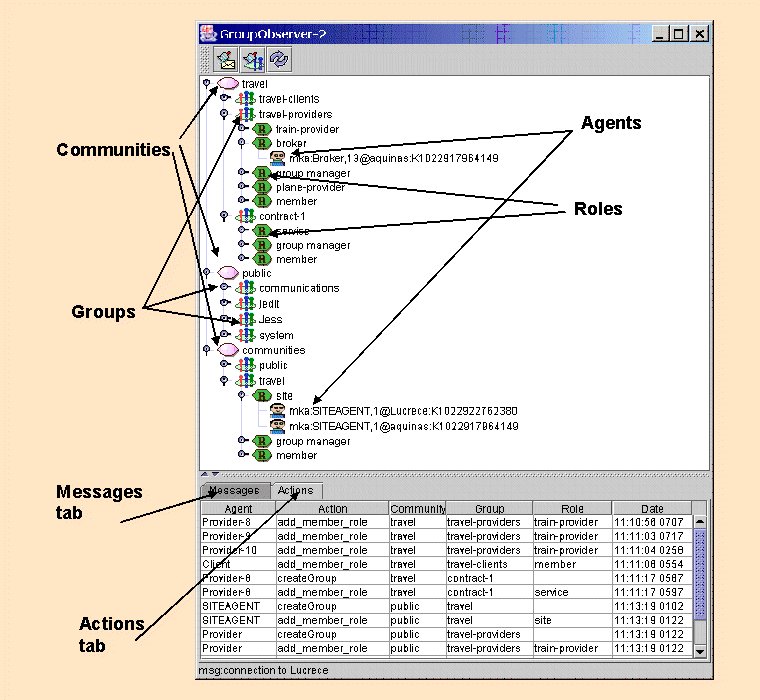 GroupObserver-2
travel
travel-clients
travel-providers
R train-provider
R broker
mka:Broker,13@aquinas:K1022917964149
R group manager
R plane-provider
R member
contract-1
R service
R group manager
R member
public
communications
jedit
Jess
system
communities
public
travel
R site
mka:SITEAGENT,1@Lucrece:K1022922762380
mka:SITEAGENT,1@aquinas:K1022917964149
R group manager
R member
Communities
Groups
Agents
Roles
Messages
tab
Actions
tab
Messages Actions
Agent Action Community Group Role Date
Provider-8 add_member_role travel travel-providers train-provider 11:10:56 0707
Provider-9 add_member_role travel travel-providers train-provider 11:11:03 0717
Provider-10 add_member_role travel travel-providers train-provider 11:11:04 0258
Client add_member_role travel travel-clients member 11:11:06 0554
Provider-6 createGroup travel contract-1 11:11:17 0587
Provider-6 add_member_role travel contract-1 service 11:11:17 0597
SITEAGENT createGroup public travel 11:13:19 0102
SITEAGENT add_member_role public travel site 11:13:19 0122
Provider createGroup public travel-providers 11:13:19 0122
Provider add_member_role public travel-providers train-provider 11:13:19 0122
msg:connection to Lucrece